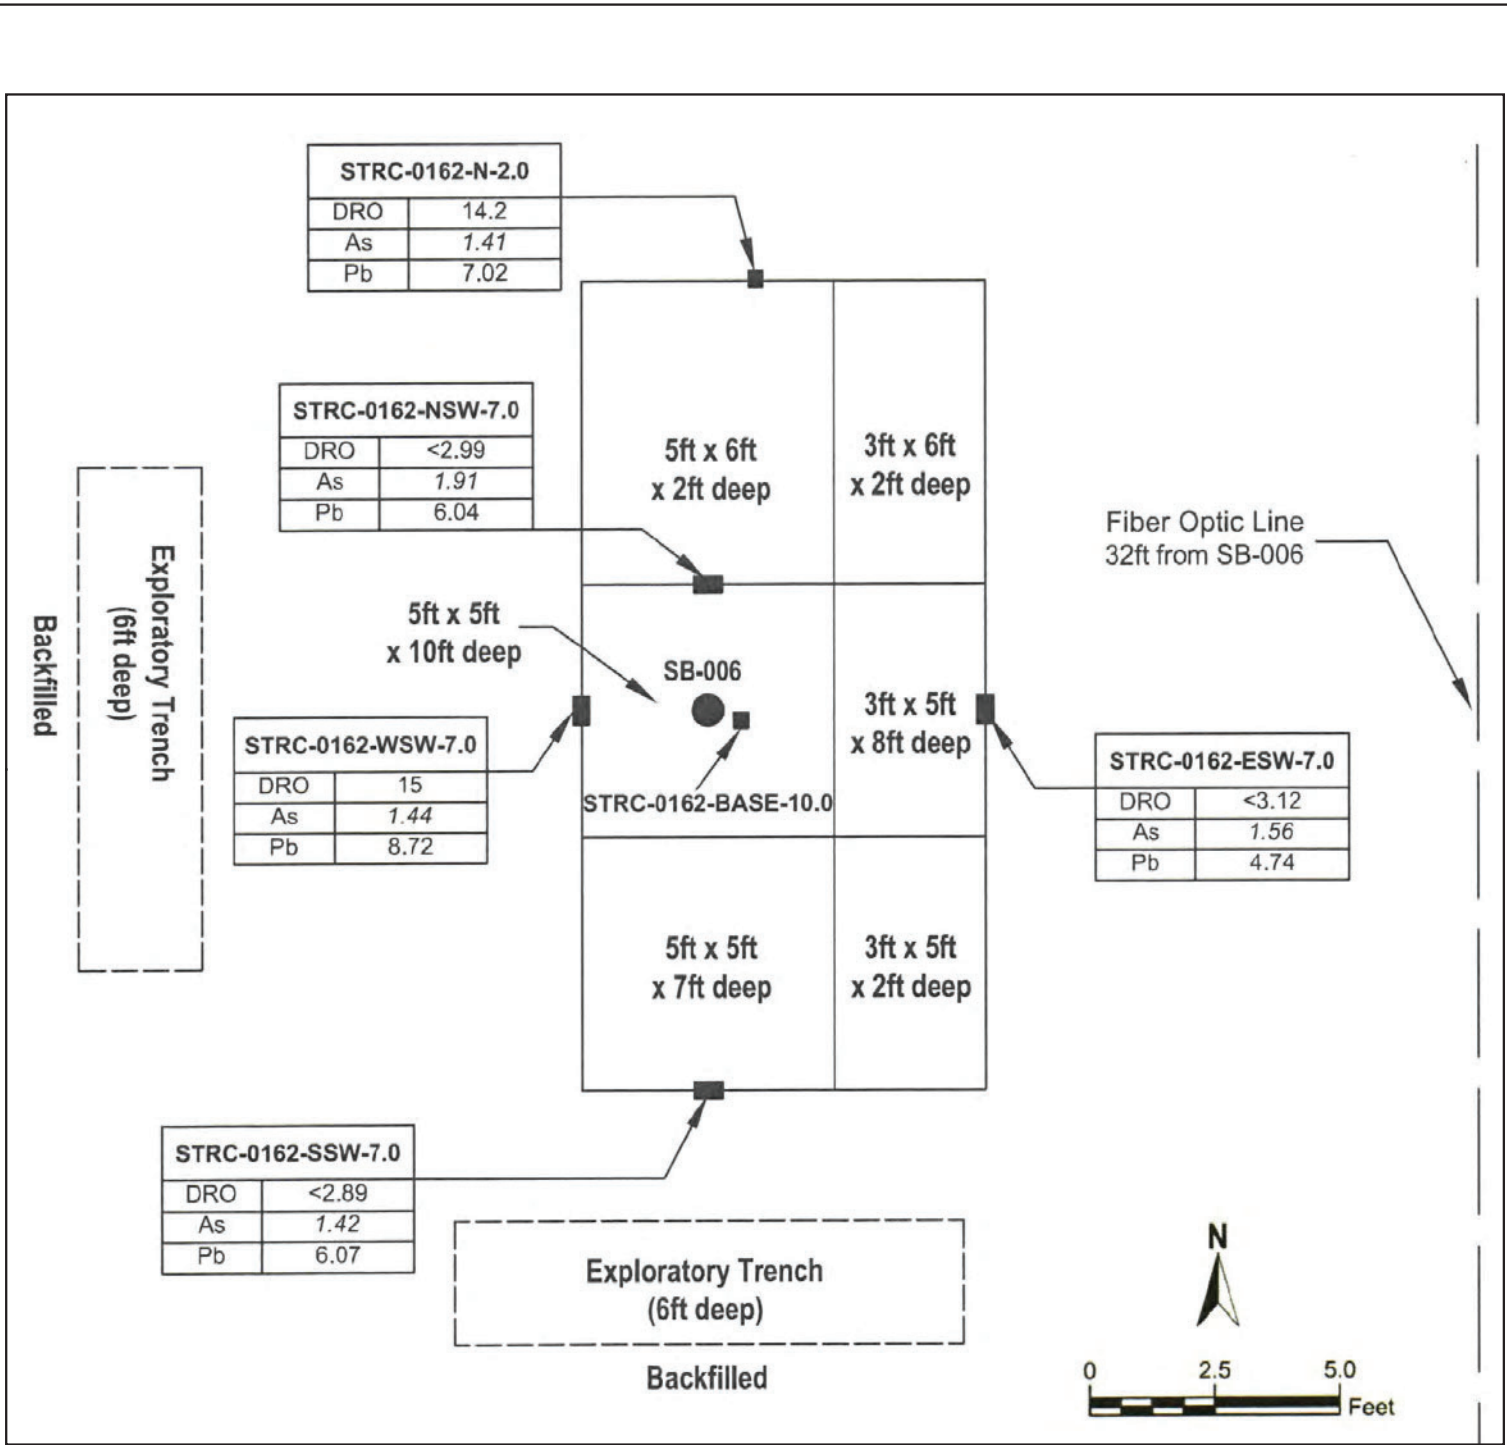 STRC-0162-N-2.0
DRO 14.2
As 1.41
Pb 7.02
STRC-0162-NSW-7.0
DRO <2.99
As 1.91
Pb 6.04
5ft x 6ft
x 2ft deep
3ft x 6ft
x 2ft deep
Fiber Optic Line
32ft from SB-006
Exploratory Trench
(6ft deep)
Backfilled
5ft x 5ft
x 10ft deep
SB-006
3ft x 5ft
x 8ft deep
STRC-0162-WSW-7.0
DRO 15
As 1.44
Pb 8.72
STRC-0162-BASE-10.0
STRC-0162-ESW-7.0
DRO <3.12
As 1.56
Pb 4.74
5ft x 5ft
x 7ft deep
3ft x 5ft
x 2ft deep
STRC-0162-SSW-7.0
DRO <2.89
As 1.42
Pb 6.07
Exploratory Trench
(6ft deep)
Backfilled
N
0 2.5 5.0
Feet